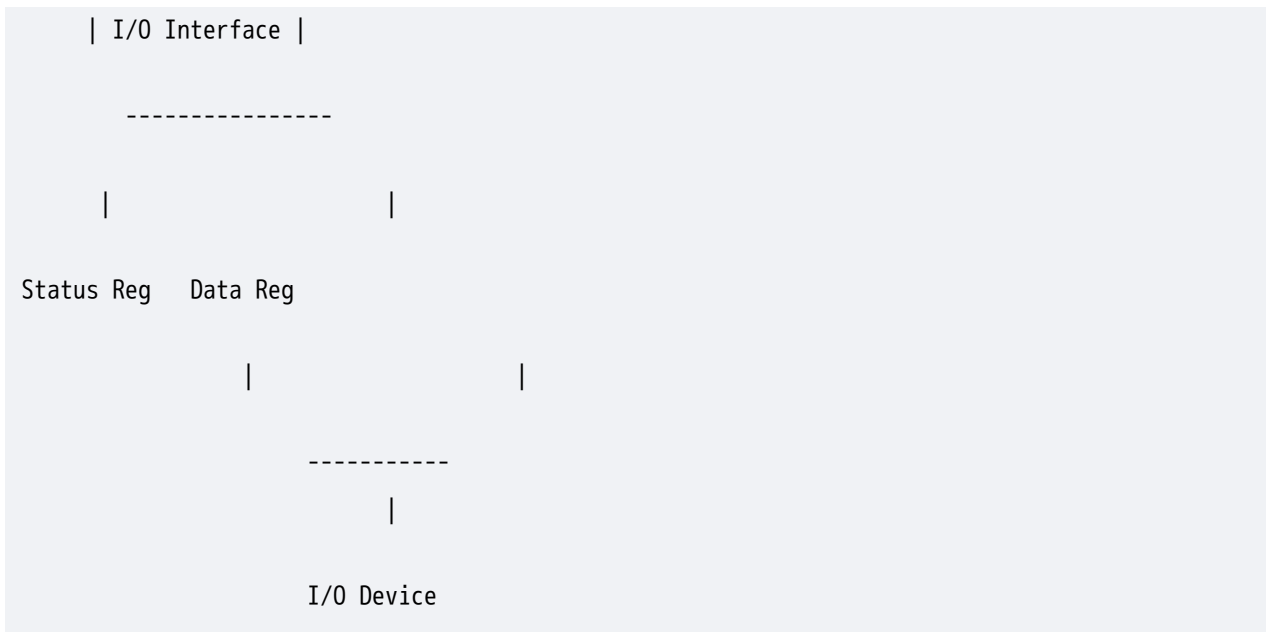 | I/O Interface |
----------------
| |
Status Reg Data Reg
| |
-----------
|
I/O Device